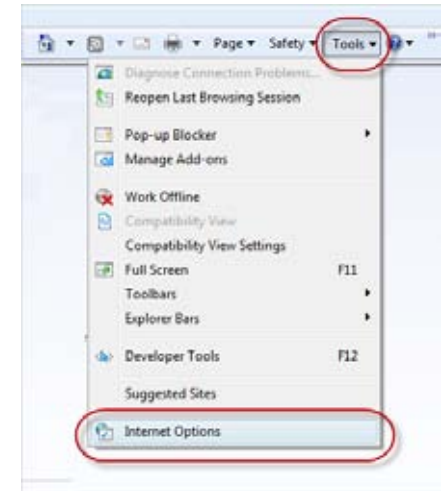 Page Safety Tools
Diagnose Connection Problems...
Reopen Last Browsing Session
Pop-up Blocker
Manage Add-ons
Work Offline
Compatibility View
Compatibility View Settings
Full Screen F11
Toolbars
Explorer Bars
Developer Tools F12
Suggested Sites
Internet Options